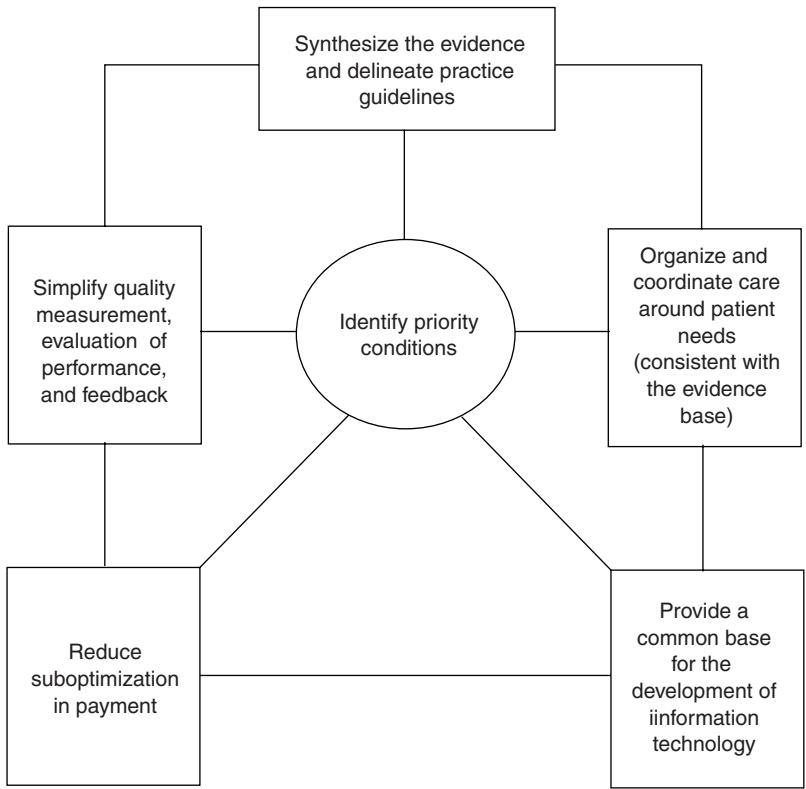 Synthesize the evidence
and delineate practice
guidelines
Simplify quality
measurement,
evaluation of
performance,
and feedback
Identify priority
conditions
Organize and
coordinate care
around patient
needs
(consistent with
the evidence
base)
Reduce
suboptimization
in payment
Provide a
common base
for the
development of
iinformation
technology